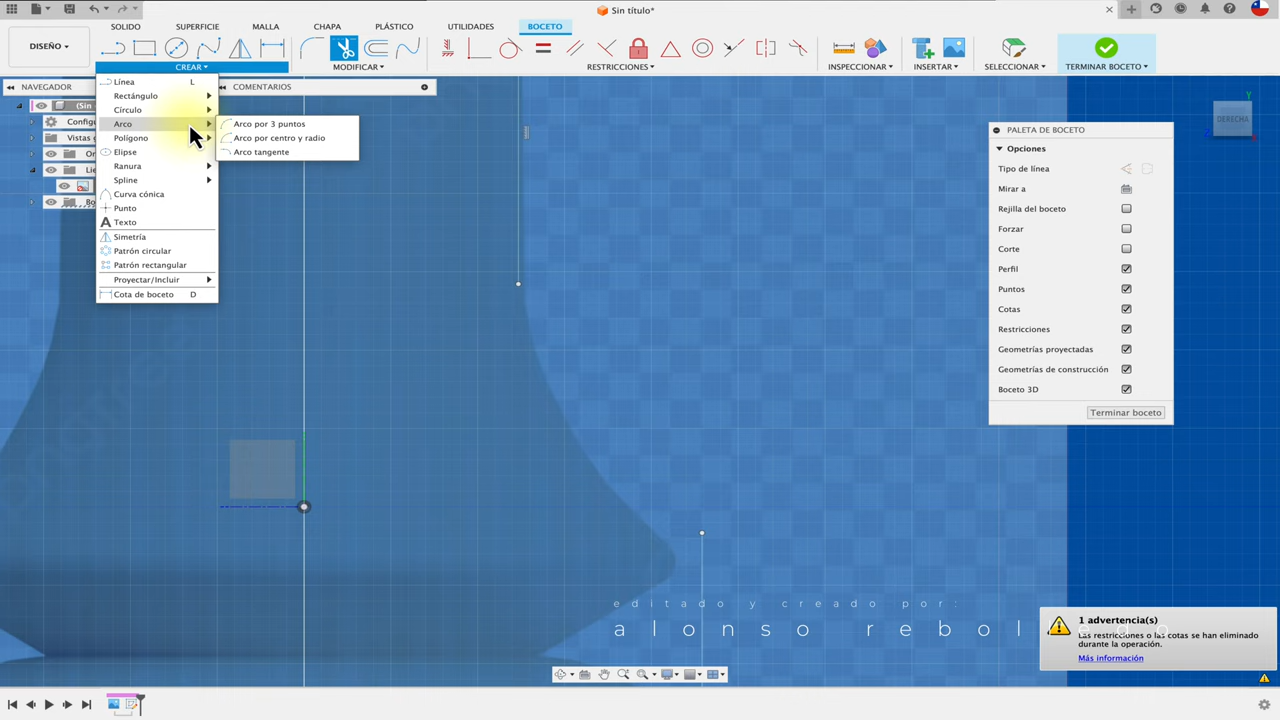 Sin título*
DISEÑO
SÓLIDO
SUPERFICIE
MALLA
CHAPA
PLÁSTICO
UTILIDADES
BOCETO
CREAR
MODIFICAR
RESTRICCIONES
INSPECCIONAR
INSERTAR
SELECCIONAR
TERMINAR BOCETO
NAVEGADOR
COMENTARIOS
(Sin
Config
Vistas
Línea L
Rectángulo
Círculo
Arco
Polígono
Elipse
Ranura
Spline
Curva cónica
Punto
A Texto
Simetría
Patrón circular
Patrón rectangular
Proyectar/Incluir
Cota de boceto D
Arco por 3 puntos
Arco por centro y radio
Arco tangente
Y
DERECHA
PALETA DE BOCETO
Opciones
Tipo de línea
Mirar a
Rejilla del boceto
Forzar
Corte
Perfil
Puntos
Cotas
Restricciones
Geometrías proyectadas
Geometrías de construcción
Boceto 3D
Terminar boceto
editado y creado por:
alonso rebolledo
1 advertencia(s)
Las restricciones o las cotas se han eliminado
durante la operación.
Más información